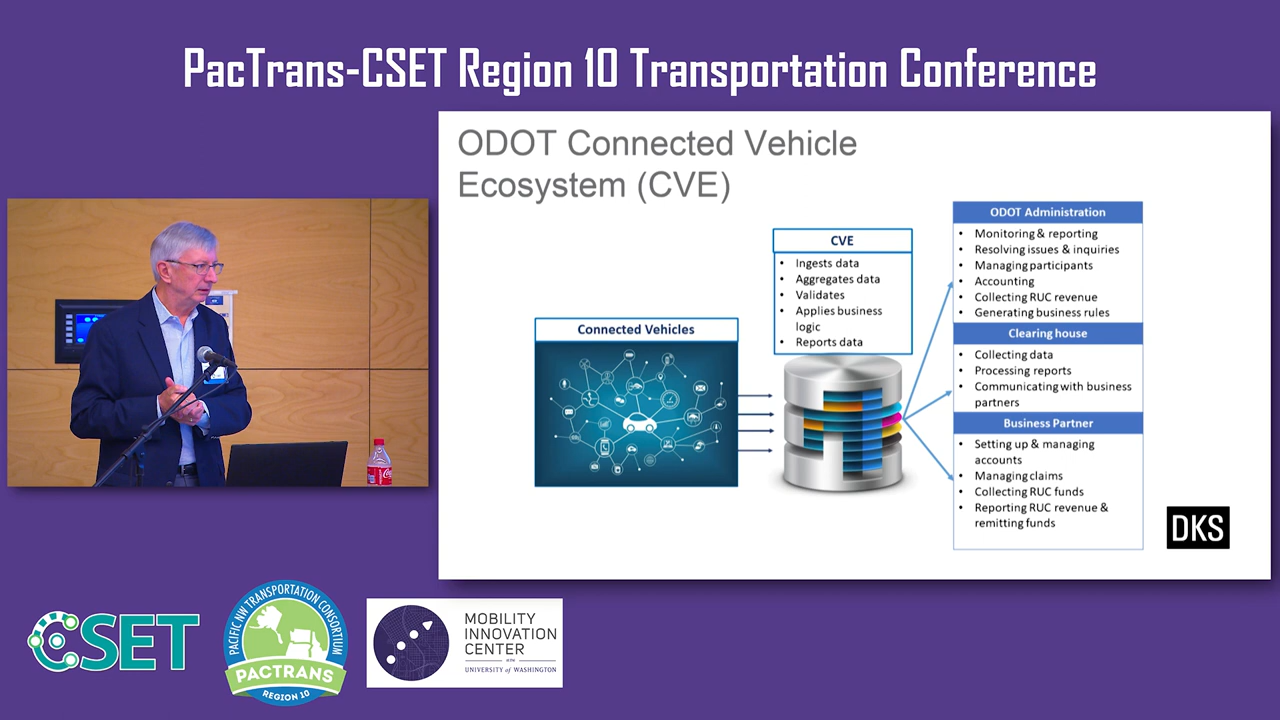 PacTrans-CSET Region 10 Transportation Conference
ODOT Connected Vehicle
Ecosystem (CVE)
Connected Vehicles
CVE
• Ingests data
• Aggregates data
• Validates
• Applies business
logic
• Reports data
ODOT Administration
• Monitoring & reporting
• Resolving issues & inquiries
• Managing participants
• Accounting
• Collecting RUC revenue
• Generating business rules
Clearing house
• Collecting data
• Processing reports
• Communicating with business
partners
Business Partner
• Setting up & managing
accounts
• Managing claims
• Collecting RUC funds
• Reporting RUC revenue &
remitting funds
DKS
CSET
PACIFIC NW TRANSPORTATION CONSORTIUM
PACTRANS
REGION 10
MOBILITY
INNOVATION
CENTER
UNIVERSITY of WASHINGTON